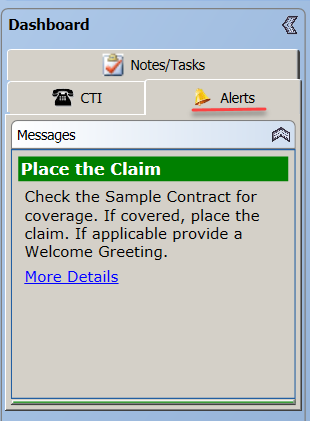 Dashboard
Notes/Tasks
CTI
Alerts
Messages
Place the Claim
Check the Sample Contract for
coverage. If covered, place the
claim. If applicable provide a
Welcome Greeting.
More Details